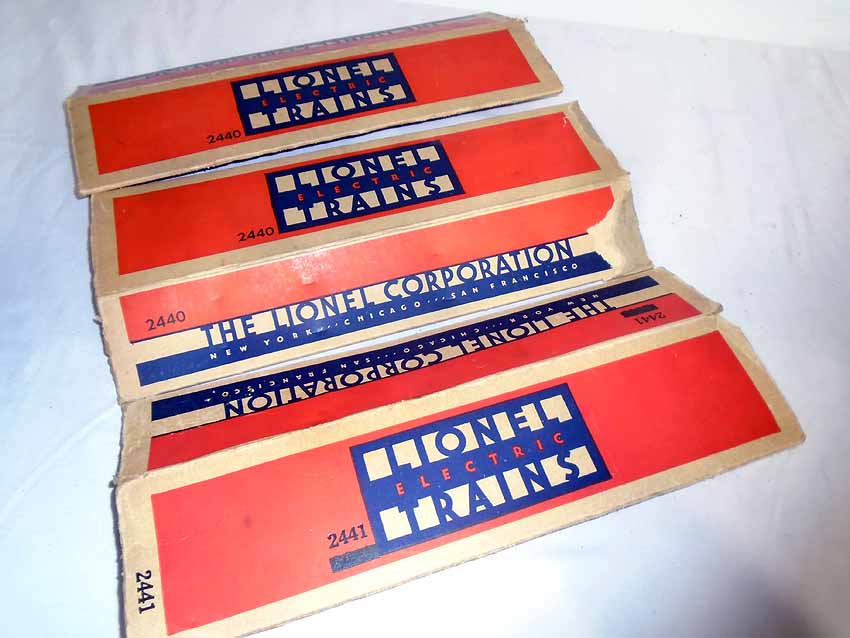 LIONEL
ELECTRIC
TRAINS
2440
LIONEL
ELECTRIC
TRAINS
2440
2440
THE LIONEL CORPORATION
NEW YORK ··· CHICAGO ··· SAN FRANCISCO
2441
THE LIONEL CORPORATION
NEW YORK ··· CHICAGO ··· SAN FRANCISCO
LIONEL
ELECTRIC
TRAINS
2441
2441